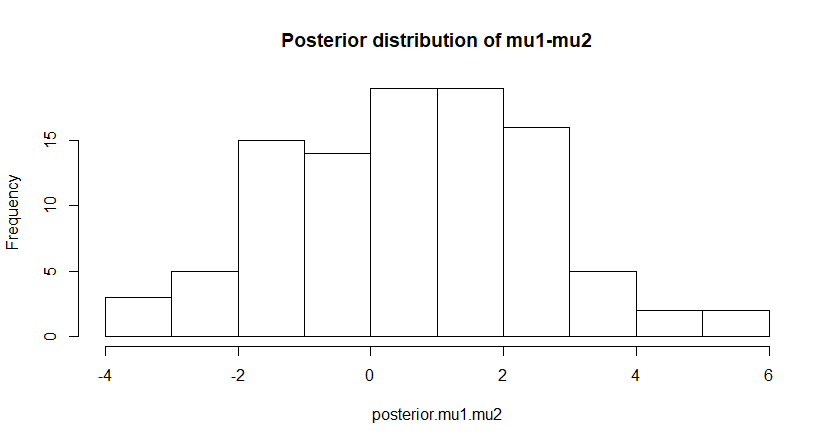 Posterior distribution of mu1-mu2
Frequency
15
10
5
0
-4 -2 0 2 4 6
posterior.mu1.mu2